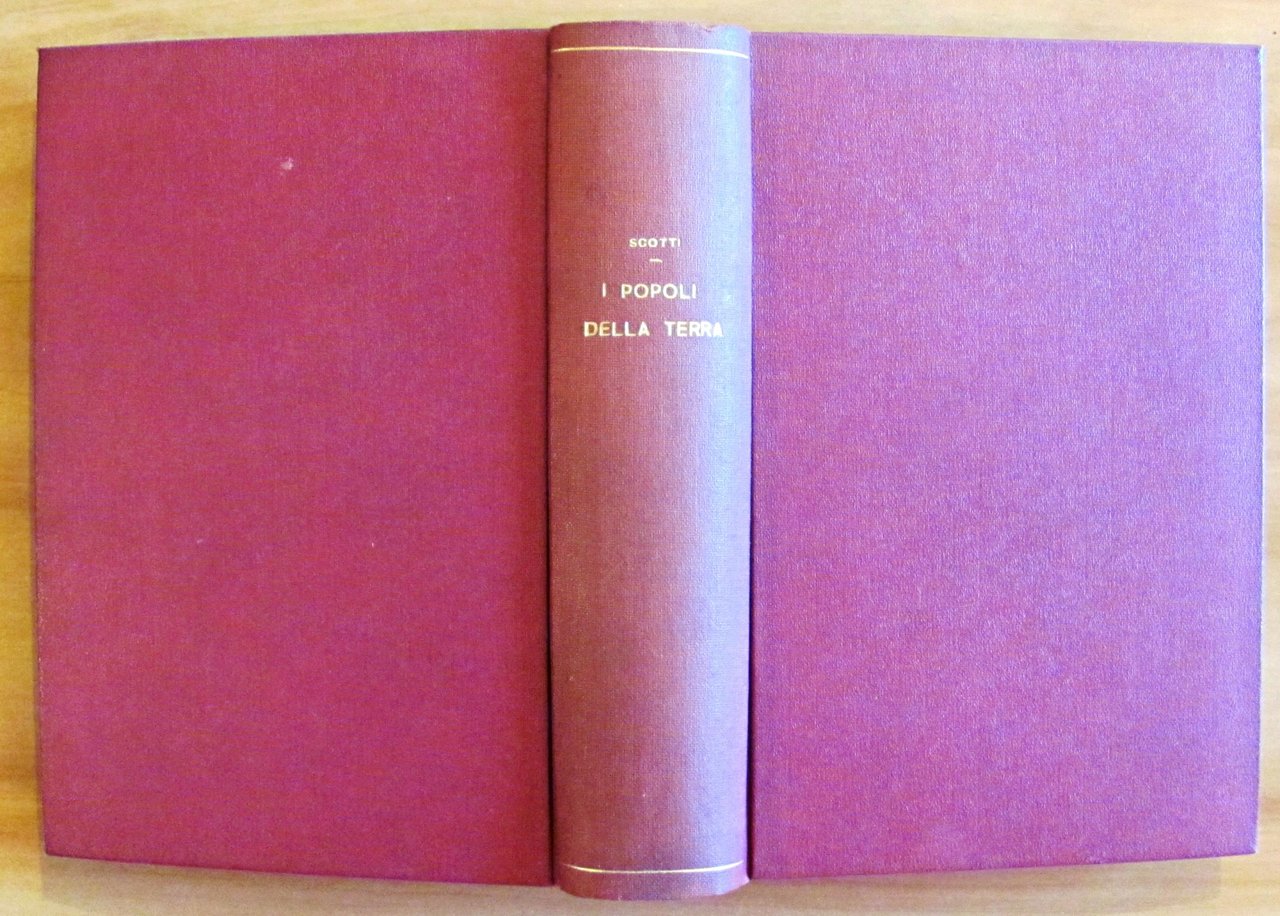 SCOTTI
I POPOLI
DELLA TERRA